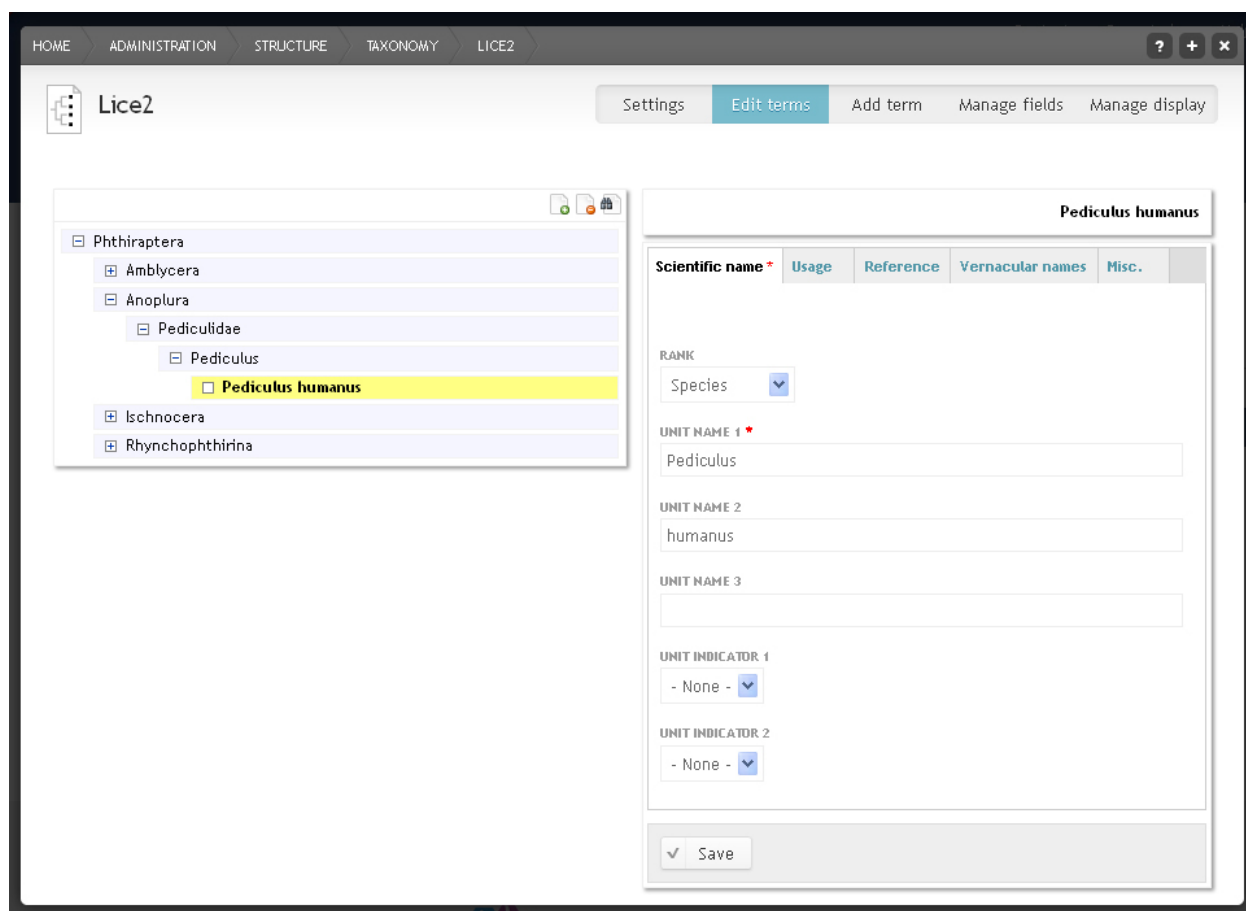 HOME ADMINISTRATION STRUCTURE TAXONOMY LICE2 ? + ×
Lice2
Settings Edit terms Add term Manage fields Manage display
Phthiraptera
Amblycera
Anoplura
Pediculidae
Pediculus
Pediculus humanus
Ischnocera
Rhynchophthirina
Pediculus humanus
Scientific name * Usage Reference Vernacular names Misc.
RANK
Species
UNIT NAME 1 *
Pediculus
UNIT NAME 2
humanus
UNIT NAME 3
UNIT INDICATOR 1
- None -
UNIT INDICATOR 2
- None -
Save